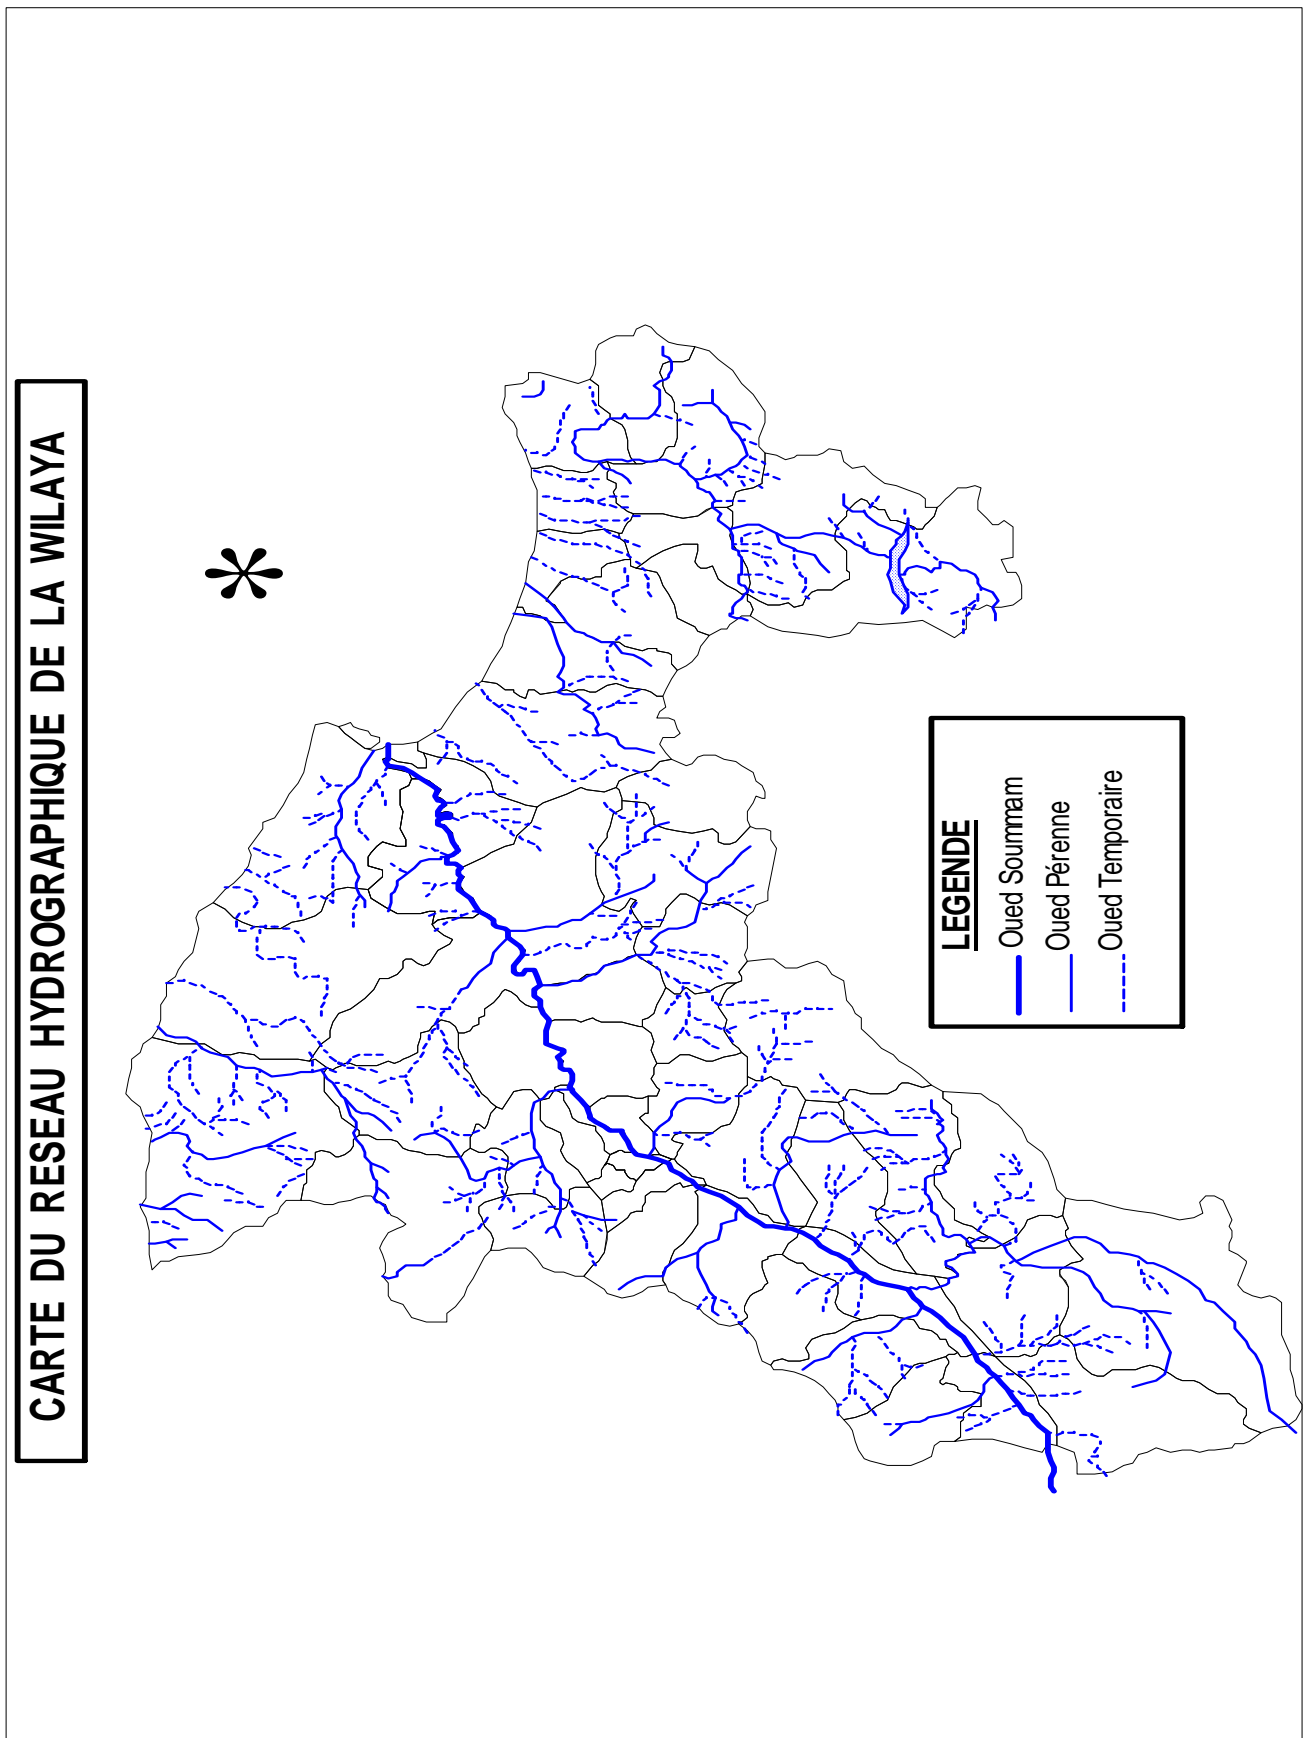 CARTE DU RESEAU HYDROGRAPHIQUE DE LA WILAYA
LEGENDE
Oued Soummam
Oued Pérenne
Oued Temporaire